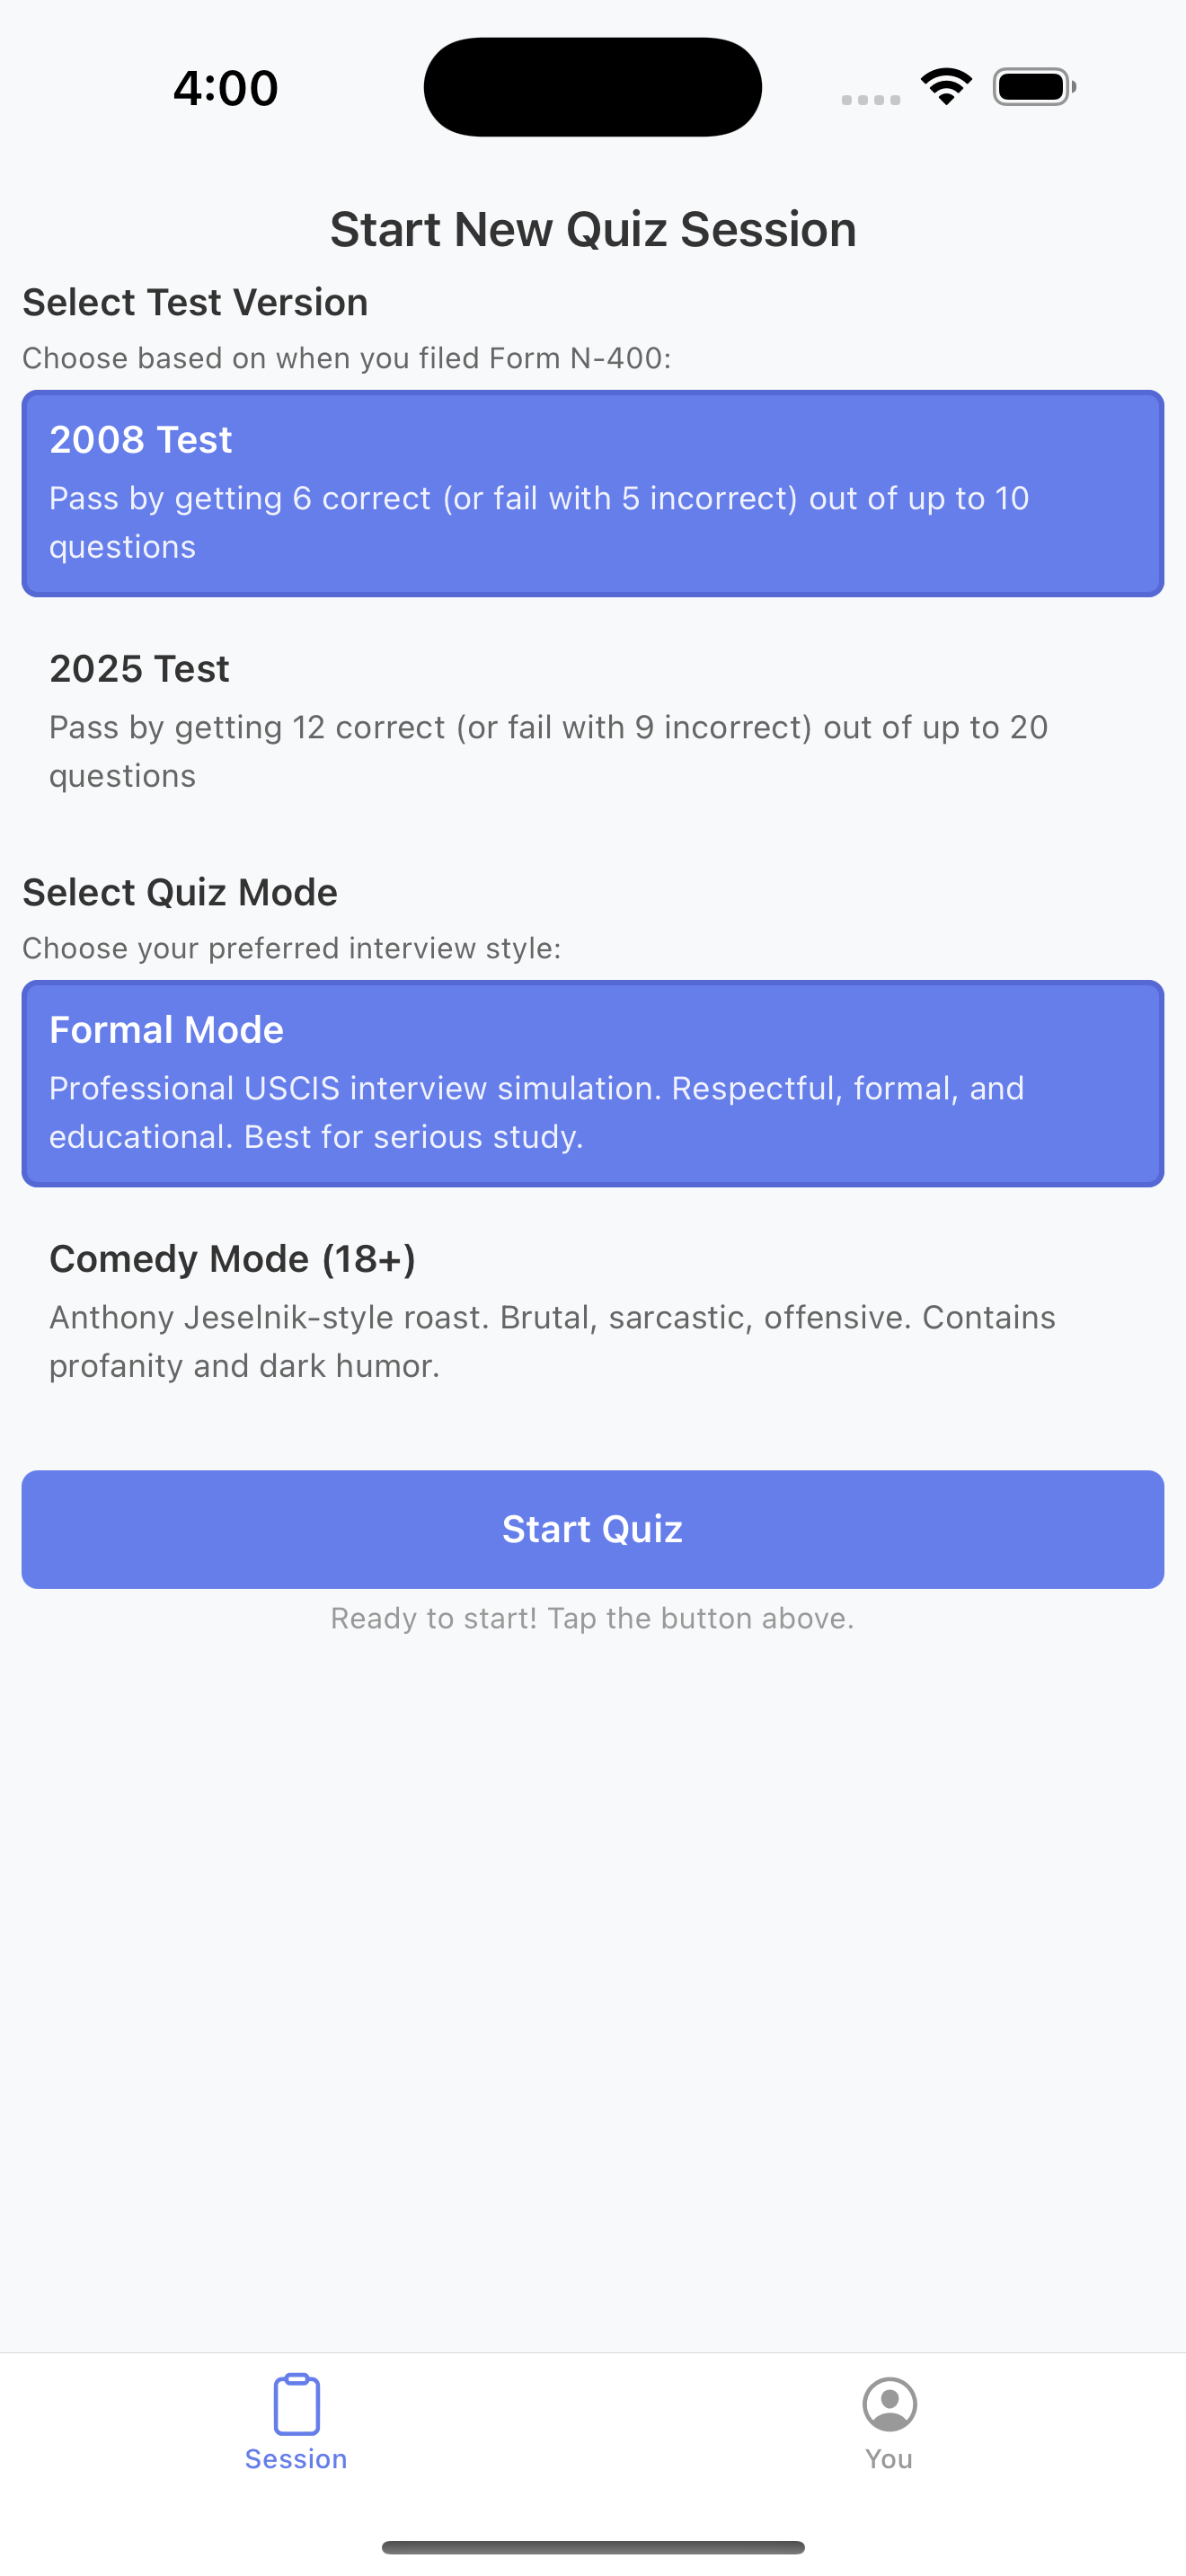 4:00
Start New Quiz Session
Select Test Version
Choose based on when you filed Form N-400:
2008 Test
Pass by getting 6 correct (or fail with 5 incorrect) out of up to 10
questions
2025 Test
Pass by getting 12 correct (or fail with 9 incorrect) out of up to 20
questions
Select Quiz Mode
Choose your preferred interview style:
Formal Mode
Professional USCIS interview simulation. Respectful, formal, and
educational. Best for serious study.
Comedy Mode (18+)
Anthony Jeselnik-style roast. Brutal, sarcastic, offensive. Contains
profanity and dark humor.
Start Quiz
Ready to start! Tap the button above.
Session
You